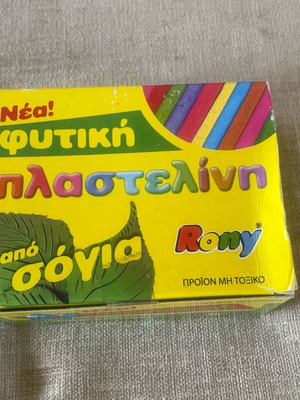 Νέα!
φυτική
πλαστελίνη
από
σόγια
Rony®
ΠΡΟΪΟΝ ΜΗ ΤΟΞΙΚΟ